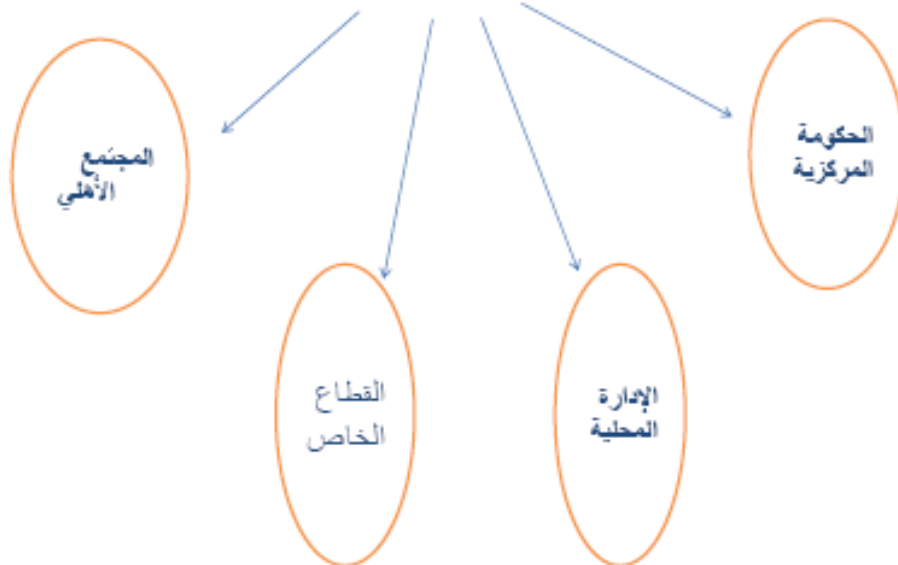 الحكومة
المركزية
الإدارة
المحلية
القطاع
الخاص
المجتمع
الأهلي